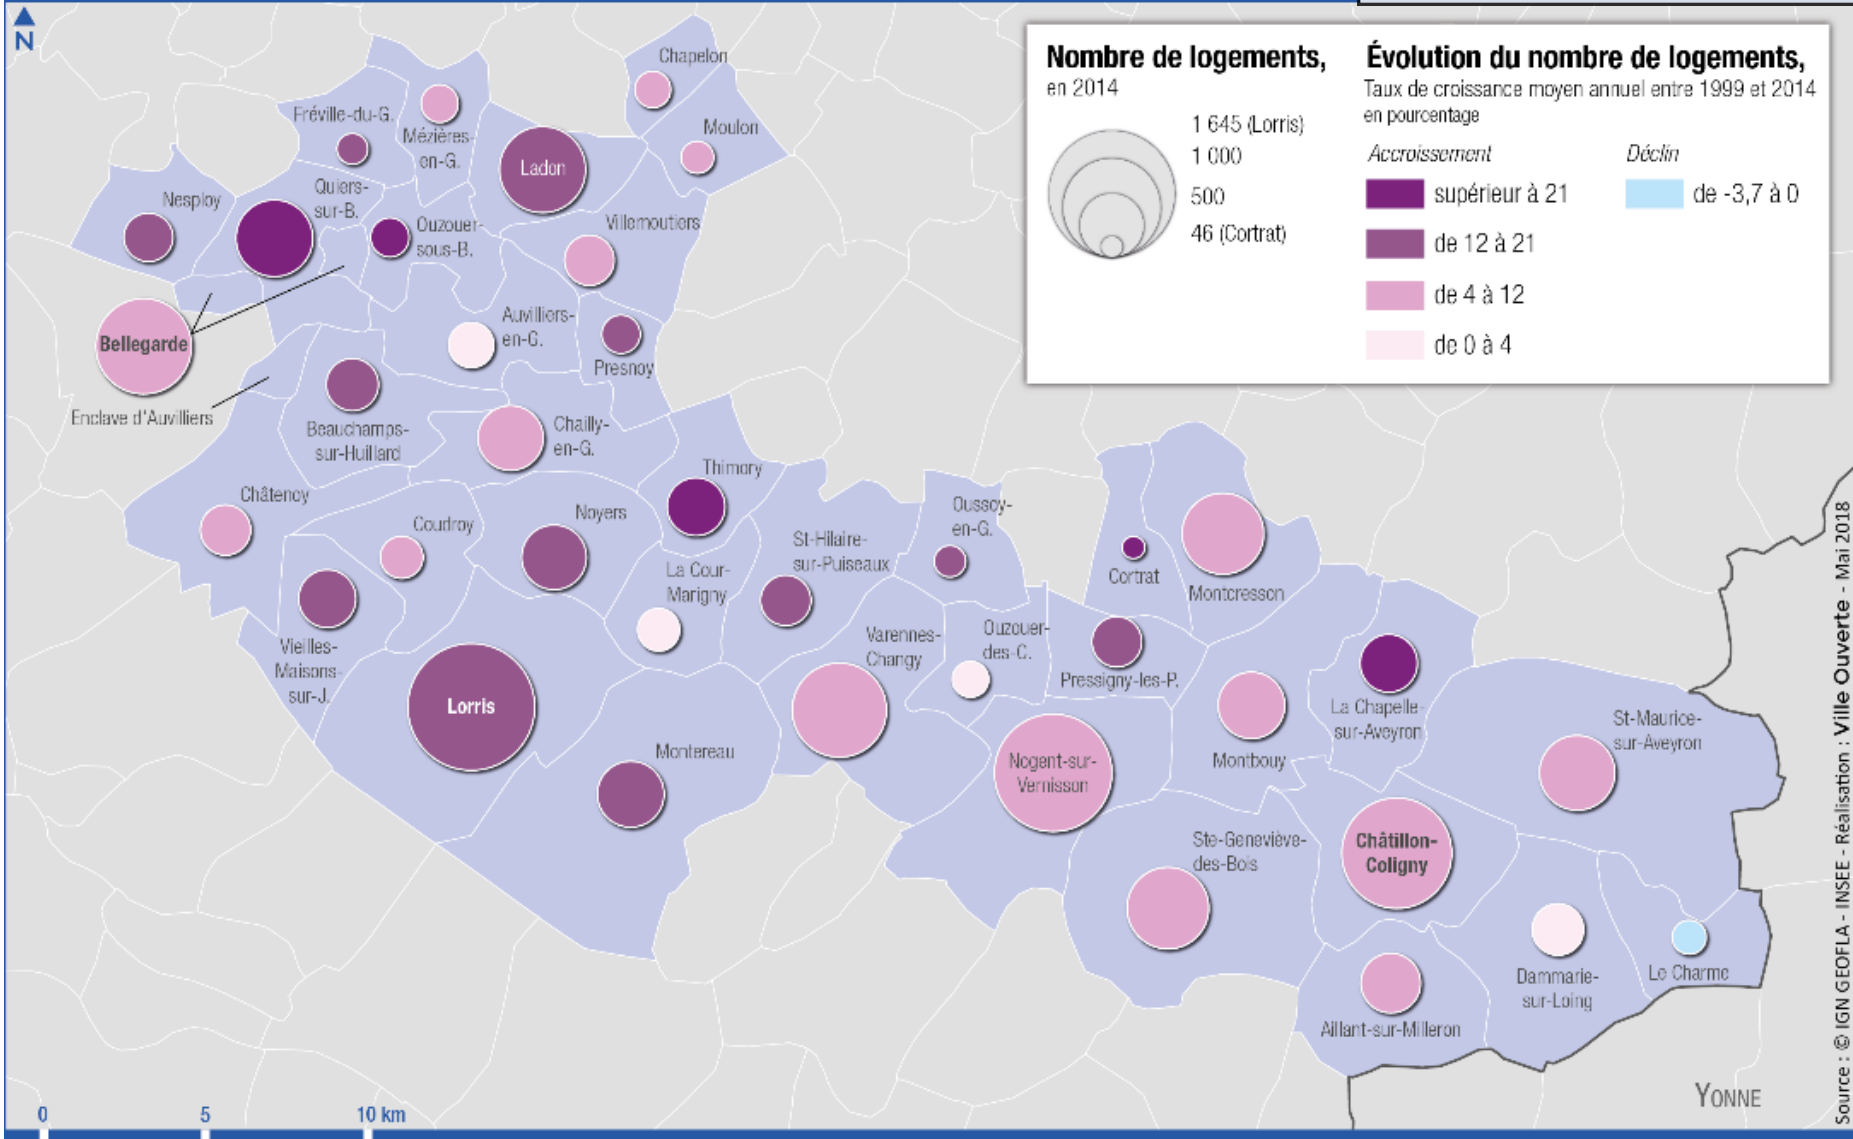 N
Nombre de logements,
en 2014
1 645 (Lorris)
1 000
500
46 (Cortrat)
Évolution du nombre de logements,
Taux de croissance moyen annuel entre 1999 et 2014
en pourcentage
Accroissement
Déclin
supérieur à 21
de -3,7 à 0
de 12 à 21
de 4 à 12
de 0 à 4
Chapelon
Fréville-du-G.
Mézières-
en-G.
Moulon
Ladon
Nesploy
Quiers-
sur-B.
Ouzouer-
sous-B.
Villemoutiers
Bellegarde
Auvilliers-
en-G.
Presnoy
Enclave d'Auvilliers
Beauchamps-
sur-Huillard
Chailly-
en-G.
Thimory
Châtenoy
Coudroy
Noyers
La Cour-
Marigny
St-Hilaire-
sur-Puiseaux
Oussoy-
en-G.
Cortrat
Montcresson
Vieilles-
Maisons-
sur-J.
Lorris
Varennes-
Changy
Ouzouer-
des-C.
Pressigny-les-P.
La Chapelle-
sur-Aveyron
Montbouy
St-Maurice-
sur-Aveyron
Montereau
Nogent-sur-
Vernisson
Ste-Geneviève-
des-Bois
Châtillon-
Coligny
Dammarie-
sur-Loing
Le Charme
Aillant-sur-Milleron
YONNE
0
5
10 km
Source : © IGN GEOFLA - INSEE - Réalisation : Ville Ouverte - Mai 2018